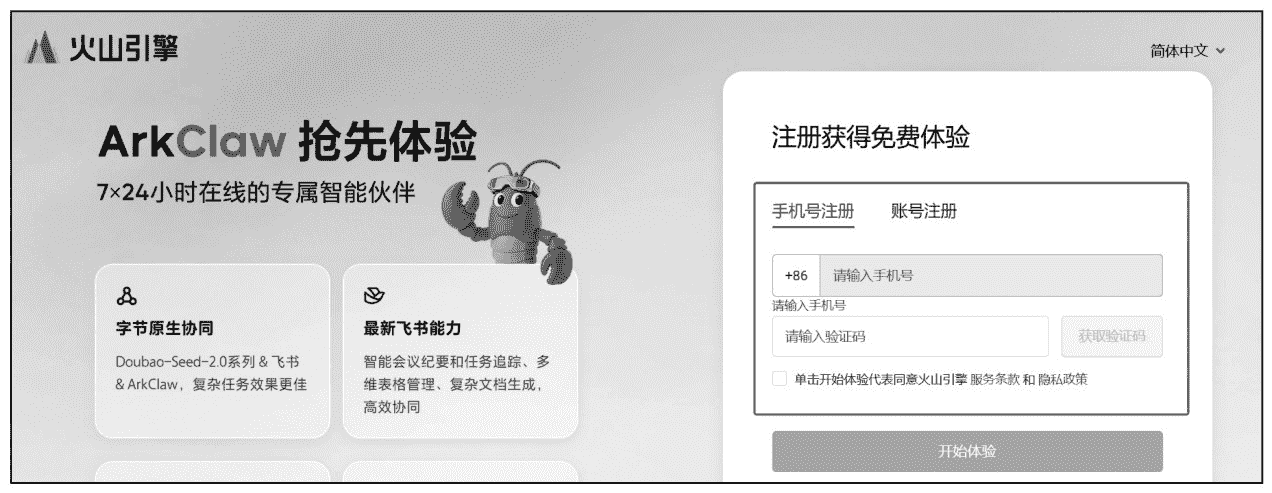 火山引擎
简体中文
ArkClaw 抢先体验
7×24小时在线的专属智能伙伴
字节原生协同
Doubao-Seed-2.0系列 & 飞书
& ArkClaw，复杂任务效果更佳
最新飞书能力
智能会议纪要和任务追踪、多
维表格管理、复杂文档生成，
高效协同
注册获得免费体验
手机号注册 账号注册
+86 请输入手机号
请输入手机号
请输入验证码 获取验证码
单击开始体验代表同意火山引擎 服务条款 和 隐私政策
开始体验